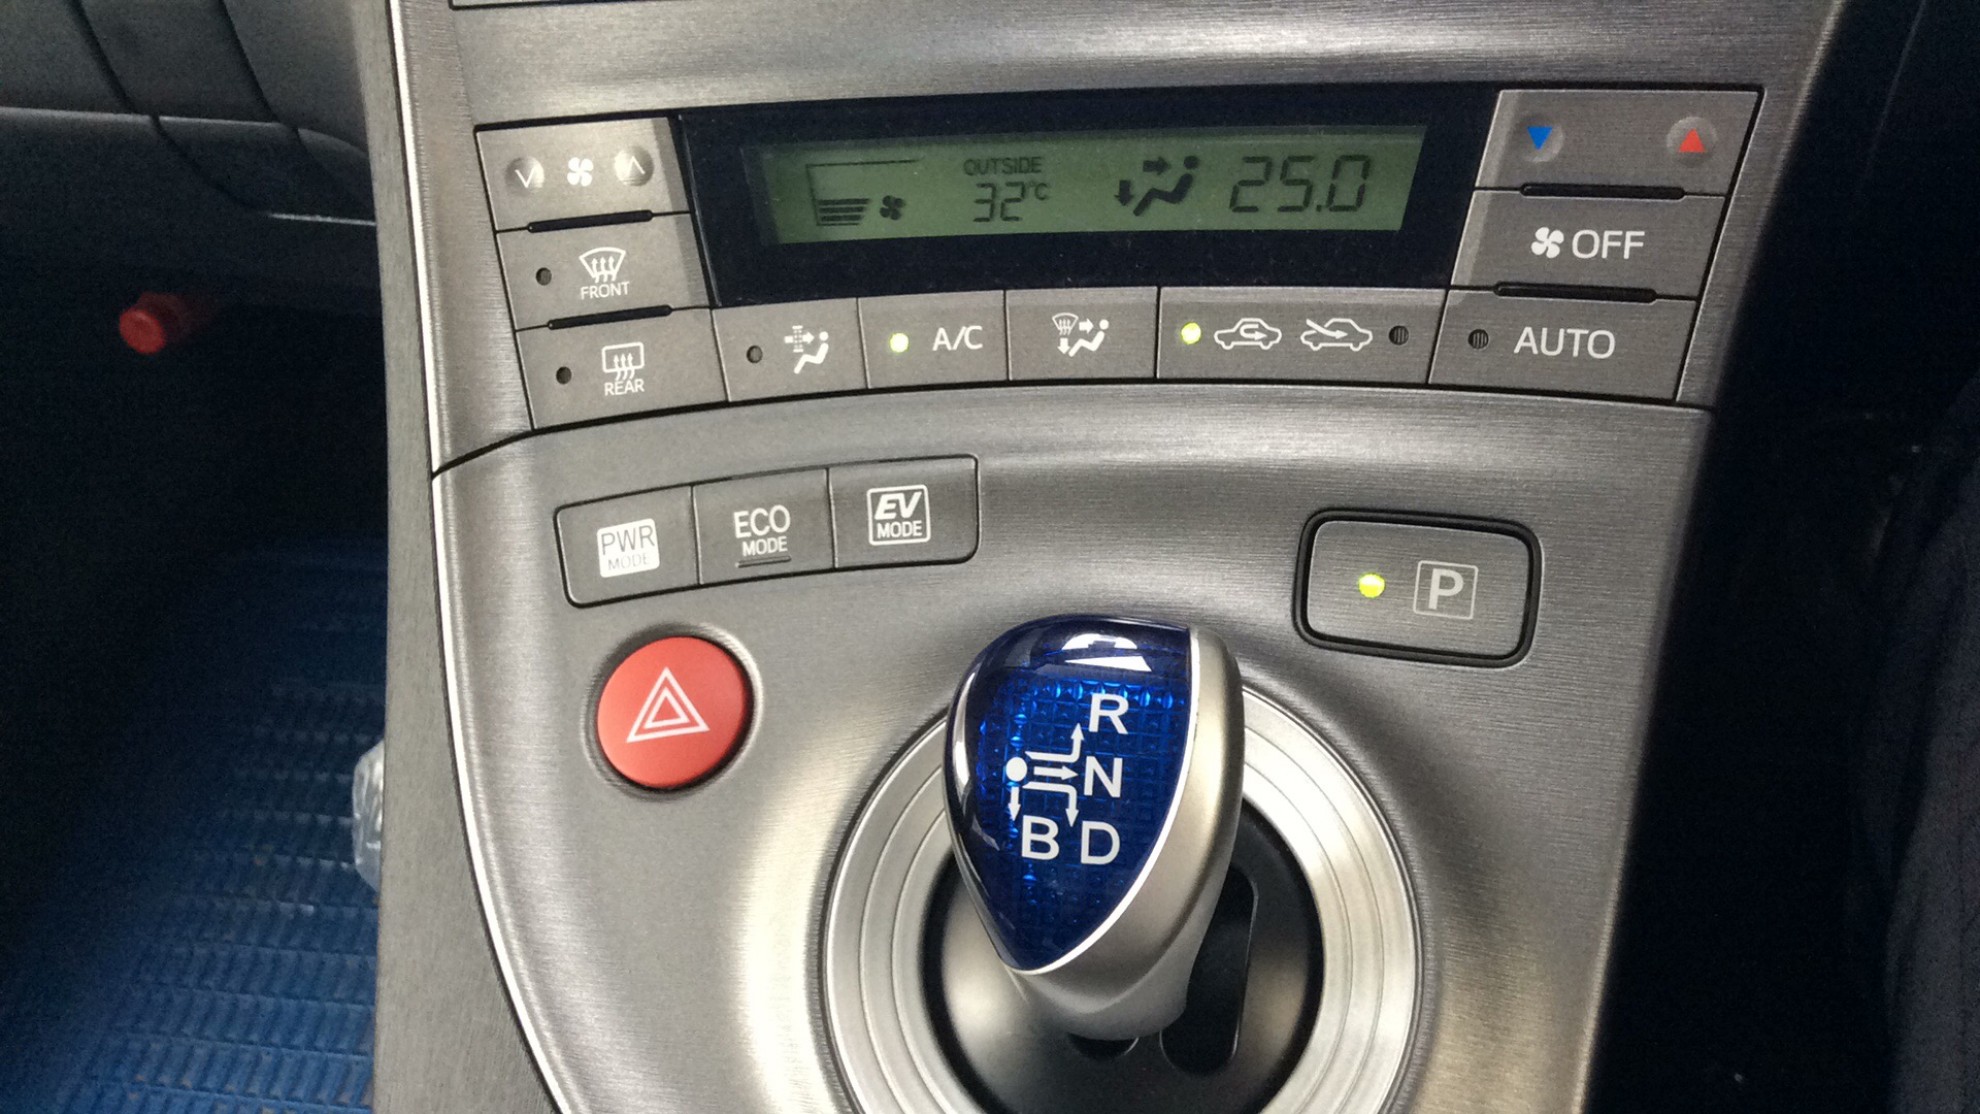 OUTSIDE
32°C
25.0
OFF
FRONT
REAR
A/C
AUTO
PWR
MODE
ECO
MODE
EV
MODE
P
R
N
B D